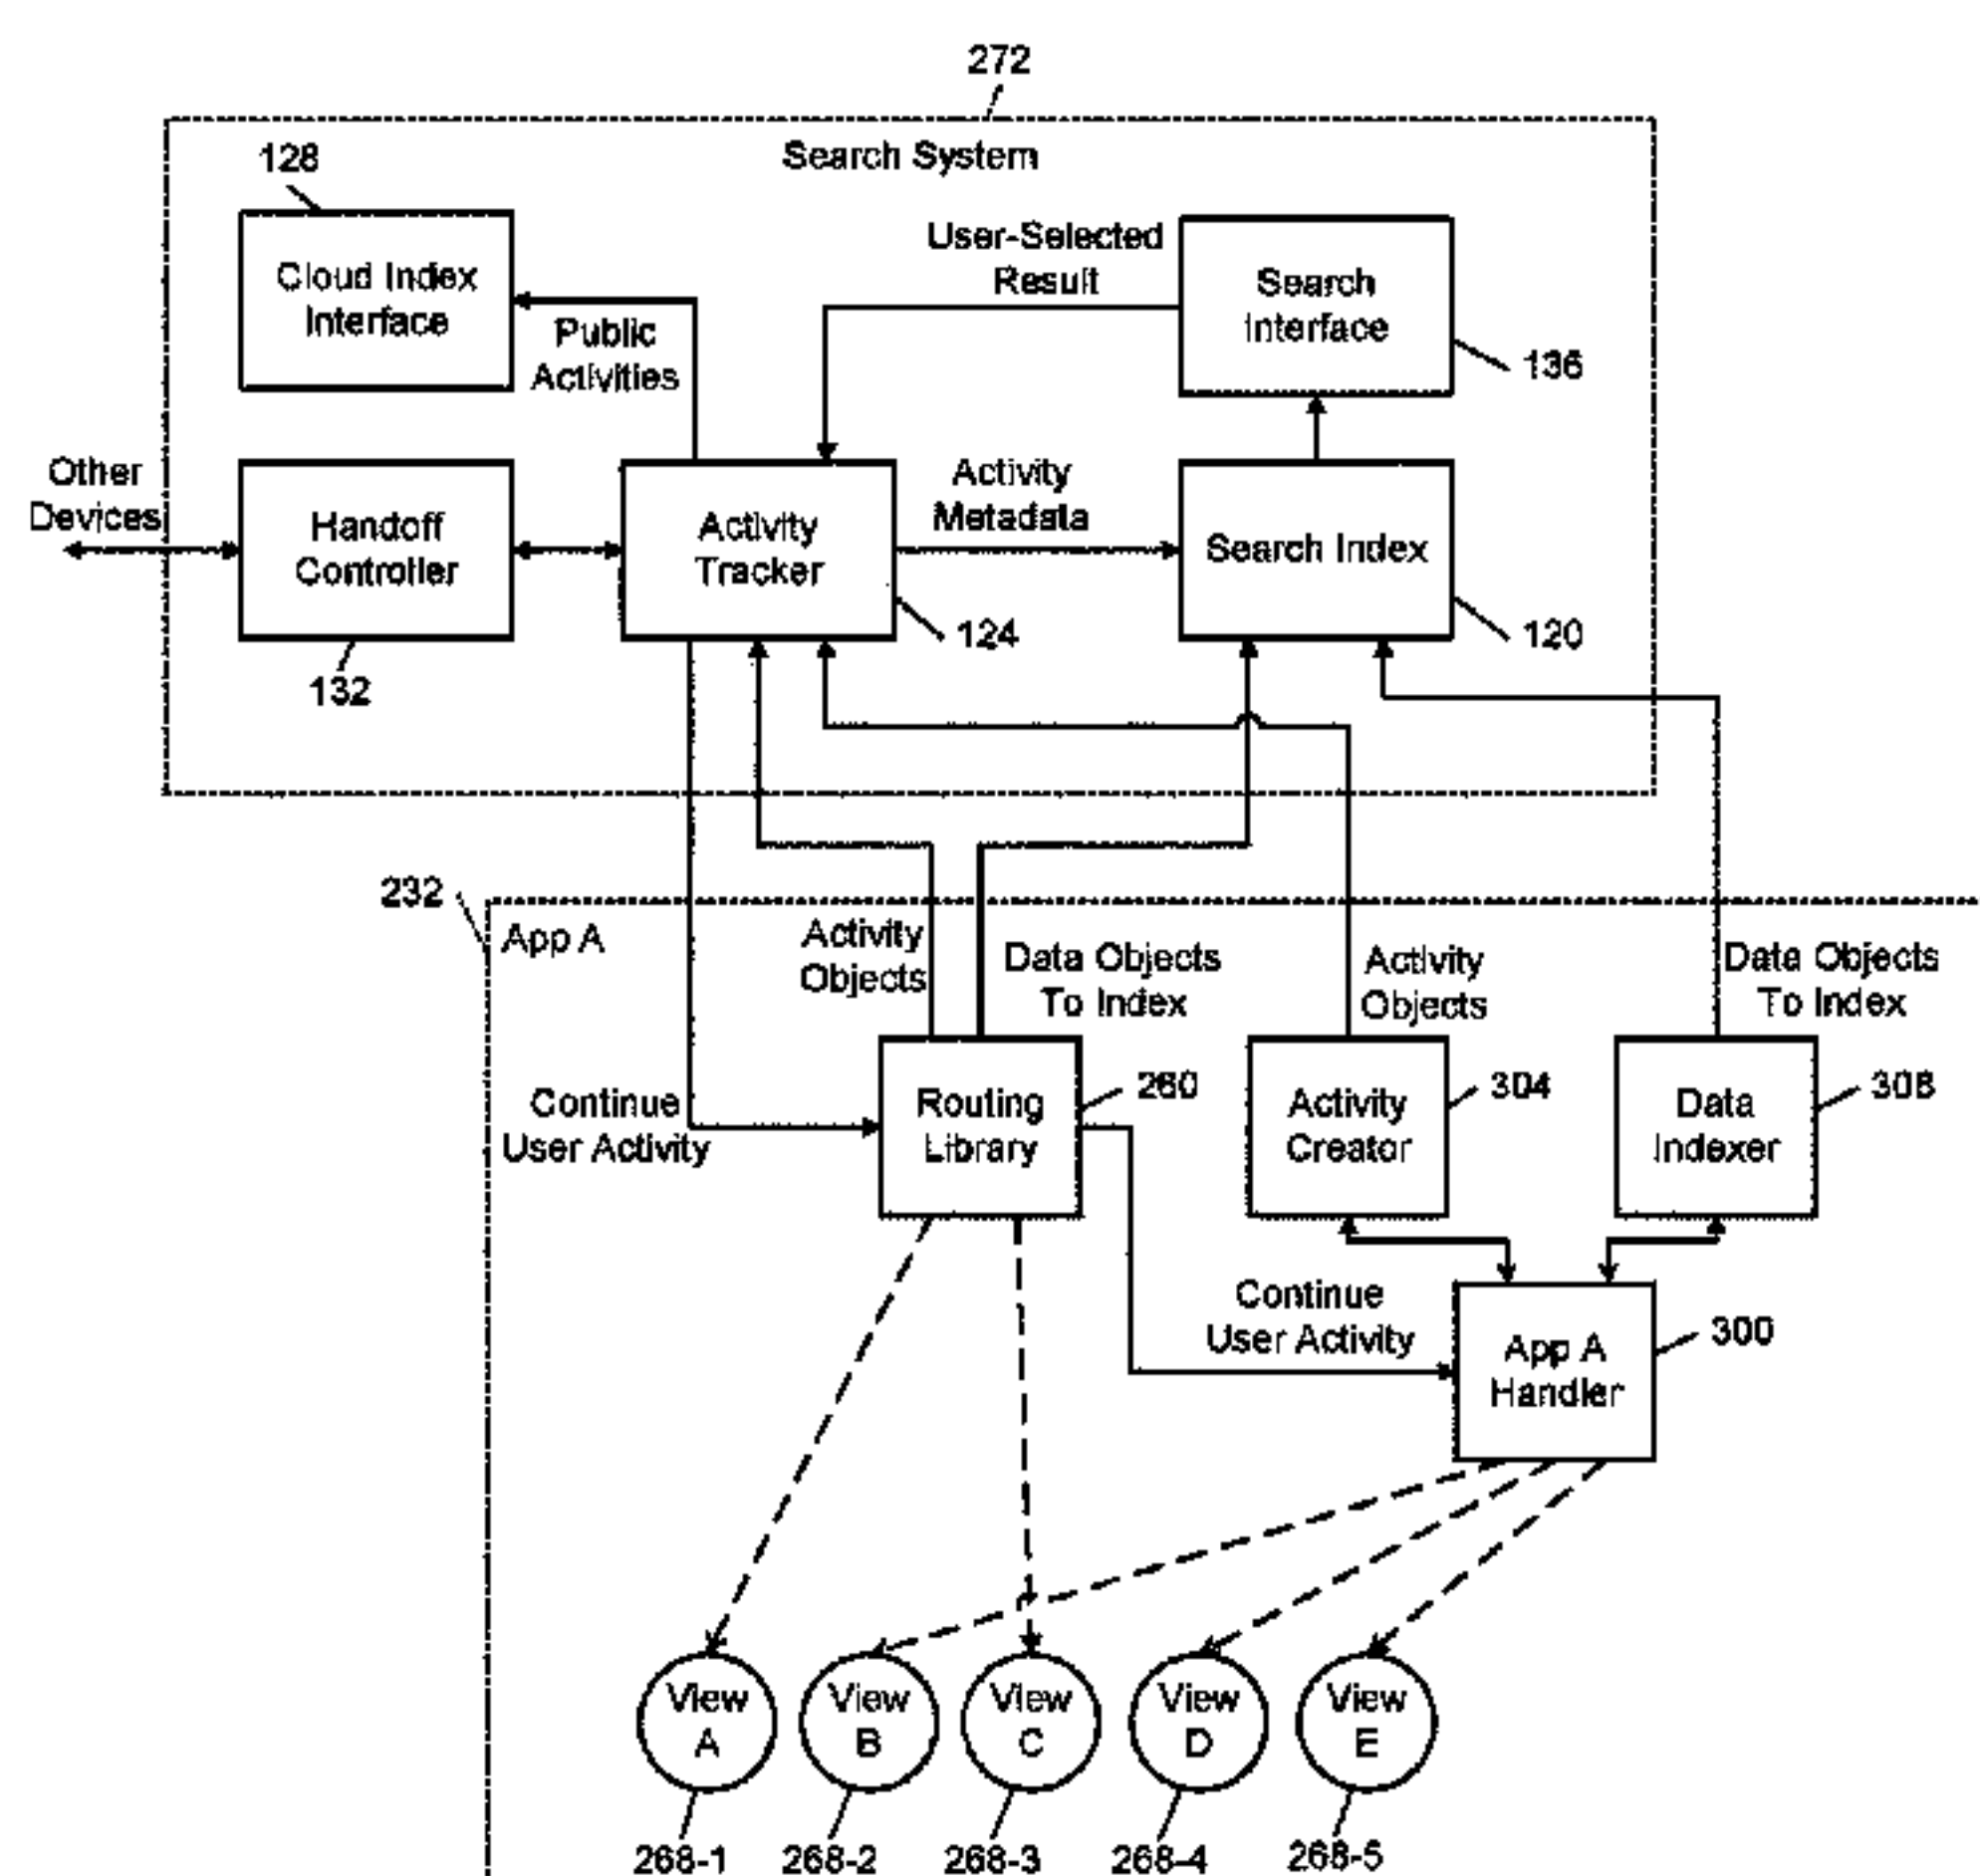 272
Search System
128
Cloud Index
Interface
Public
Activities
User-Selected
Result
Search
Interface
136
Other
Devices
Handoff
Controller
132
Activity
Tracker
124
Activity
Metadata
Search Index
120
232
App A
Activity
Objects
Data Objects
To Index
Activity
Objects
Data Objects
To Index
Continue
User Activity
Routing
Library
260
Activity
Creator
304
Data
Indexer
308
Continue
User Activity
App A
Handler
300
View
A
View
B
View
C
View
D
View
E
268-1
268-2
268-3
268-4
268-5